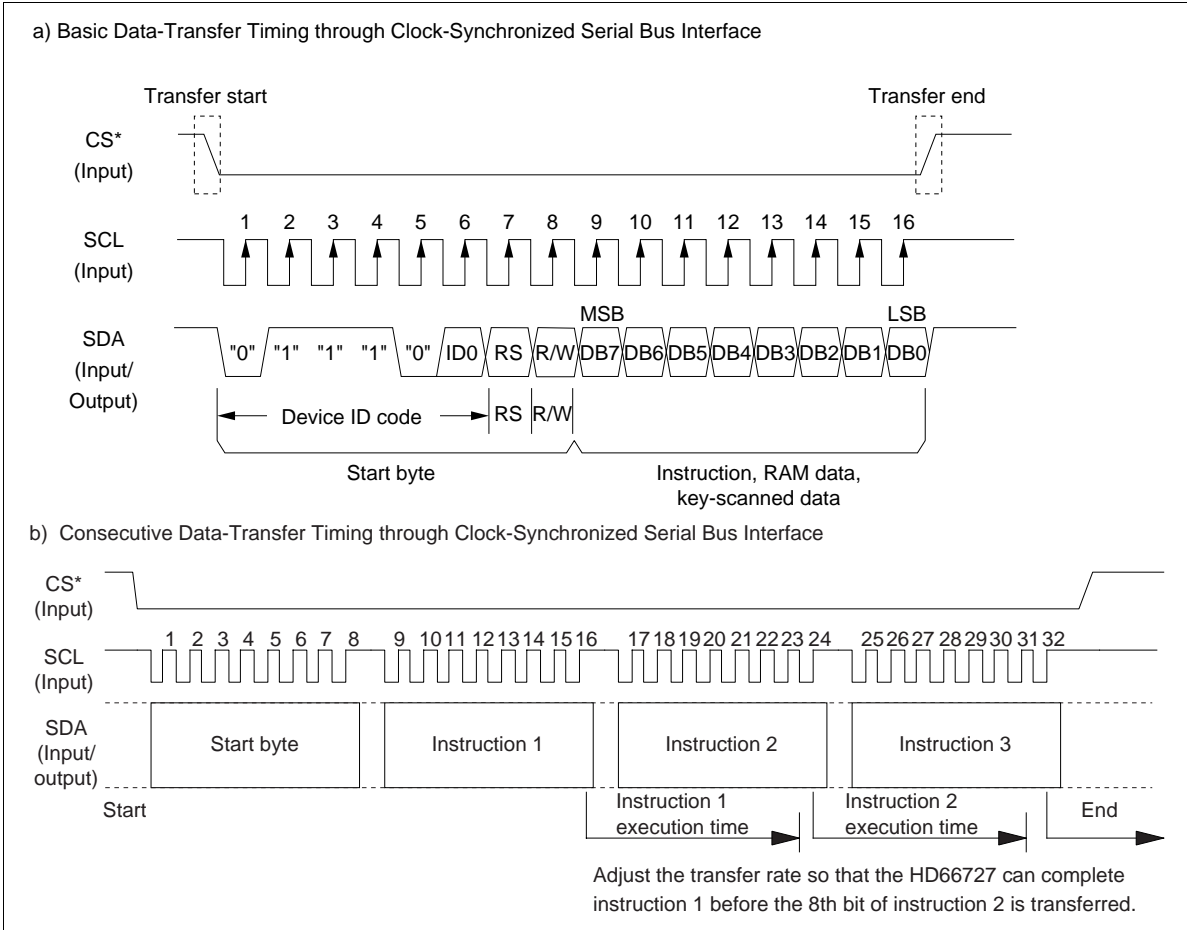 a) Basic Data-Transfer Timing through Clock-Synchronized Serial Bus Interface
Transfer start
Transfer end
CS*
(Input)
1 2 3 4 5 6 7 8 9 10 11 12 13 14 15 16
SCL
(Input)
MSB
LSB
SDA
(Input/
Output)
"0" "1" "1" "1" "0" ID0 RS R/W DB7 DB6 DB5 DB4 DB3 DB2 DB1 DB0
Device ID code RS R/W
Start byte
Instruction, RAM data,
key-scanned data
b) Consecutive Data-Transfer Timing through Clock-Synchronized Serial Bus Interface
CS*
(Input)
1 2 3 4 5 6 7 8 9 10 11 12 13 14 15 16 17 18 19 20 21 22 23 24 25 26 27 28 29 30 31 32
SCL
(Input)
SDA
(Input/
output)
Start byte
Instruction 1
Instruction 2
Instruction 3
Start
Instruction 1
execution time
Instruction 2
execution time
End
Adjust the transfer rate so that the HD66727 can complete
instruction 1 before the 8th bit of instruction 2 is transferred.